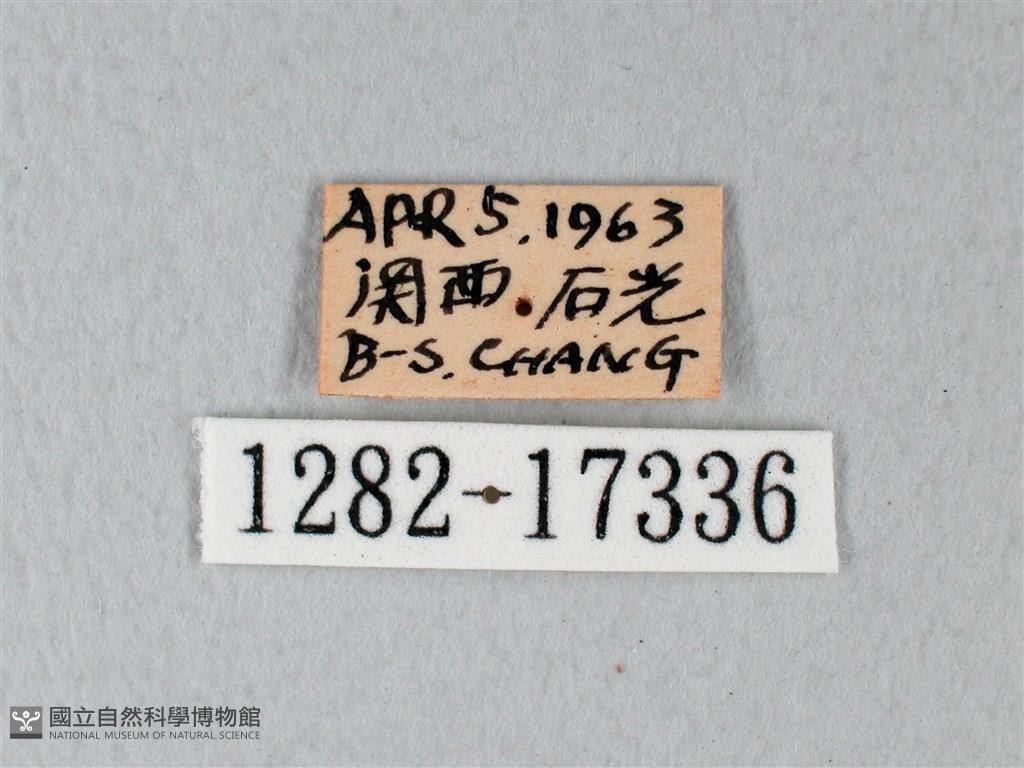 APR 5. 1963
関西.石光
B-S. CHANG
1282-17336
國立自然科學博物館
NATIONAL MUSEUM OF NATURAL SCIENCE